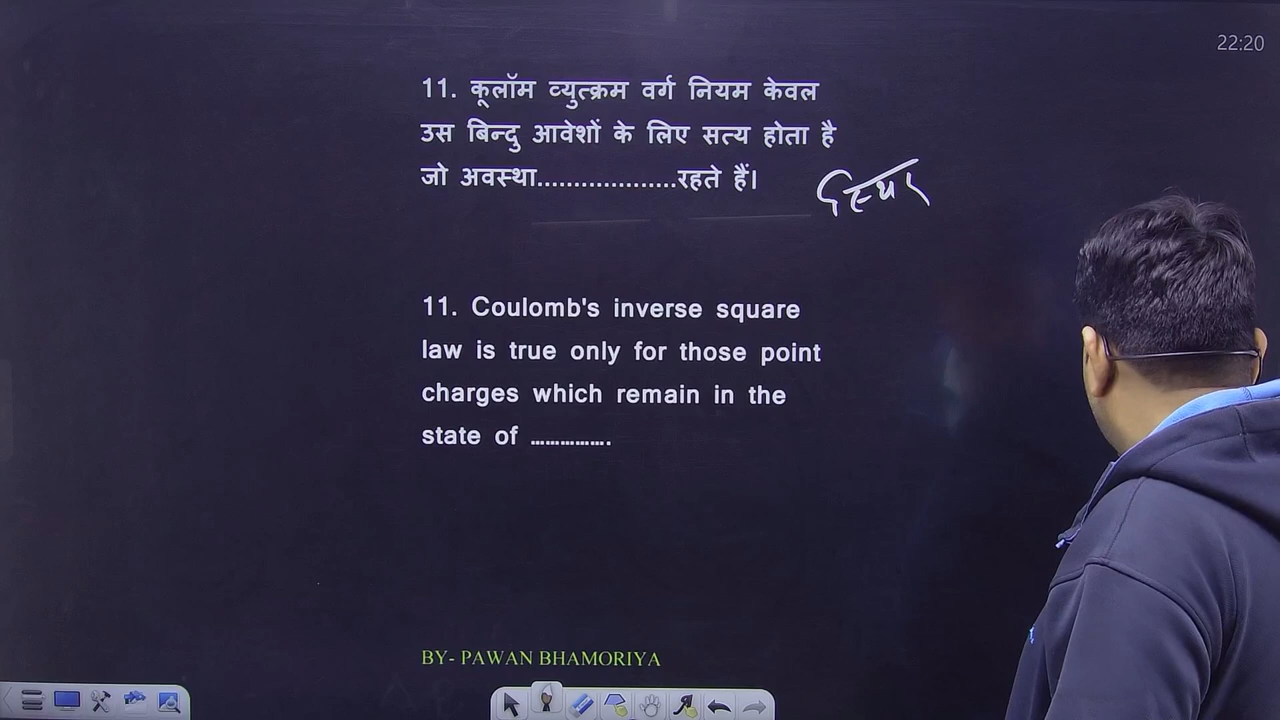 22:20
11. कूलॉम व्युत्क्रम वर्ग नियम केवल
उस बिन्दु आवेशों के लिए सत्य होता है
जो अवस्था...................रहते हैं।
स्थिर
11. Coulomb's inverse square
law is true only for those point
charges which remain in the
state of ...............
BY- PAWAN BHAMORIYA